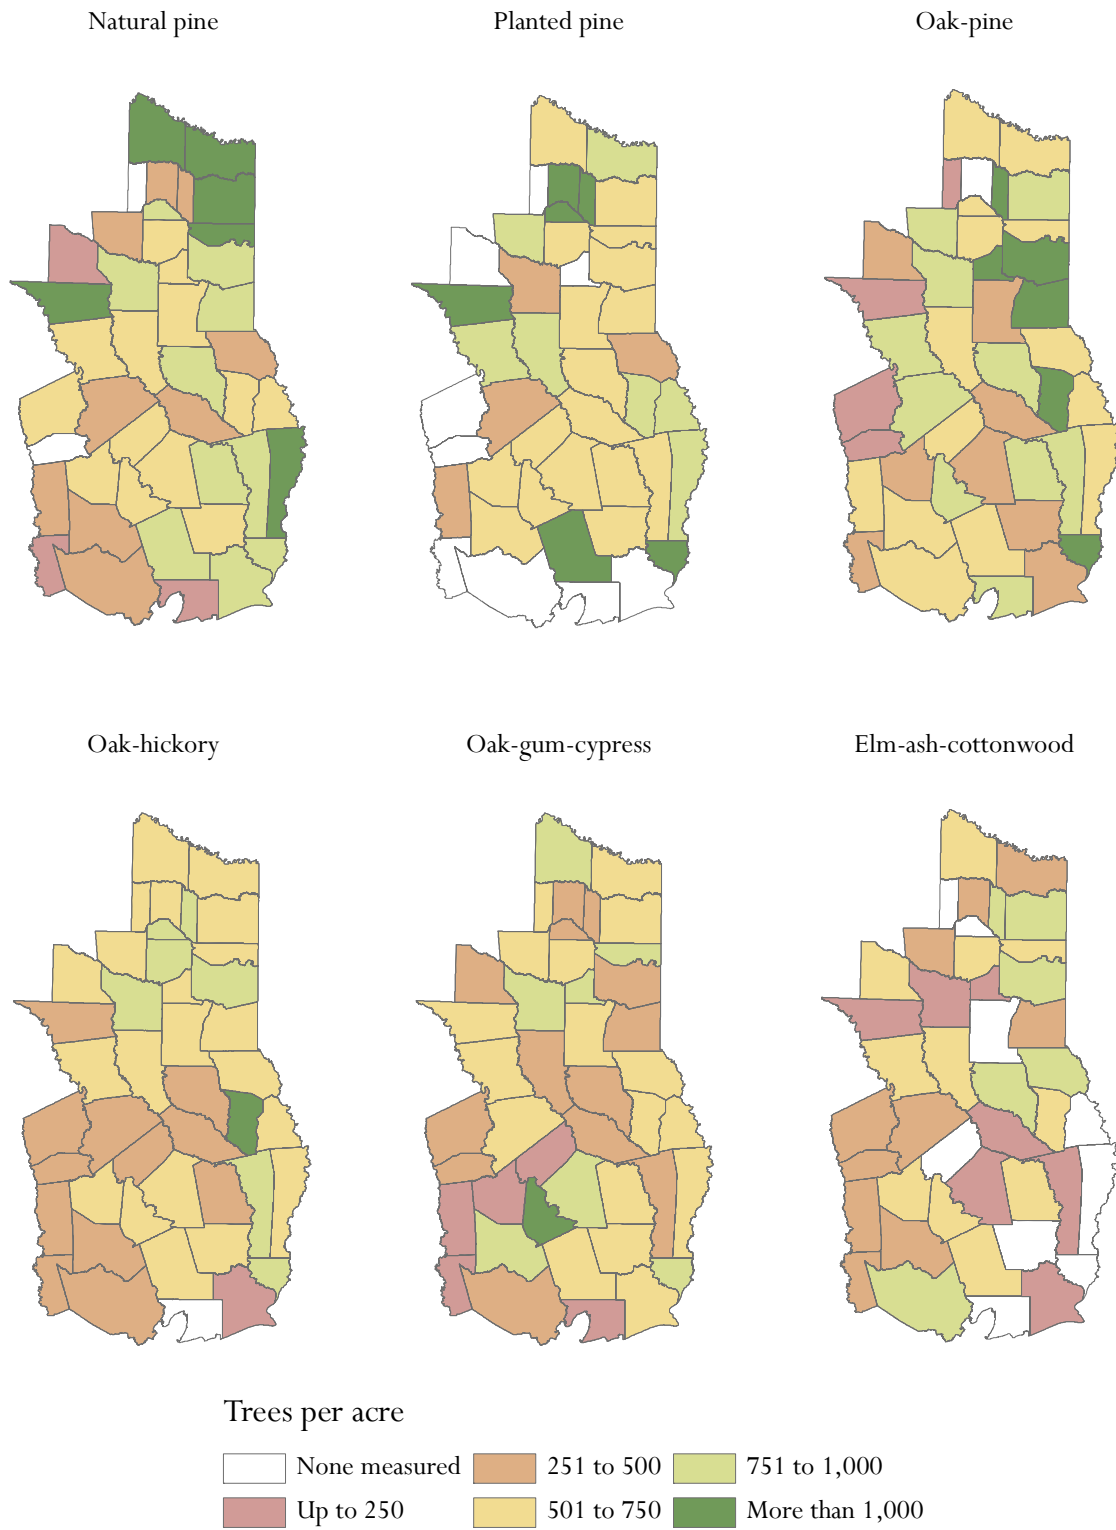 Natural pine
Planted pine
Oak-pine
Oak-hickory
Oak-gum-cypress
Elm-ash-cottonwood
Trees per acre
None measured
251 to 500
751 to 1,000
Up to 250
501 to 750
More than 1,000